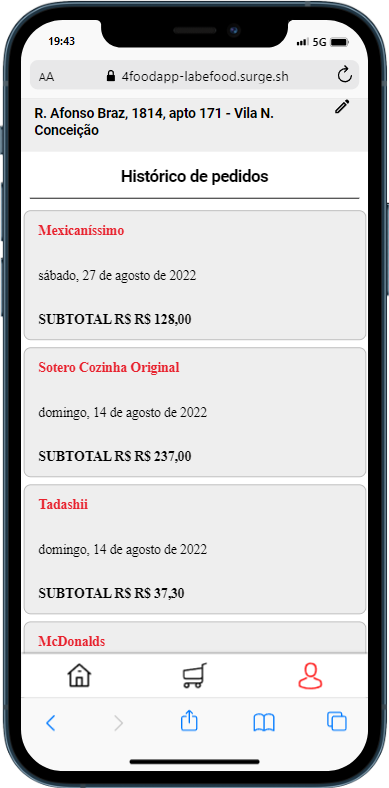 19:43
5G
AA
4foodapp-labefood.surge.sh
R. Afonso Braz, 1814, apto 171 - Vila N.
Conceição
Histórico de pedidos
Mexicaníssimo
sábado, 27 de agosto de 2022
SUBTOTAL R$ R$ 128,00
Sotero Cozinha Original
domingo, 14 de agosto de 2022
SUBTOTAL R$ R$ 237,00
Tadashii
domingo, 14 de agosto de 2022
SUBTOTAL R$ R$ 37,30
McDonalds